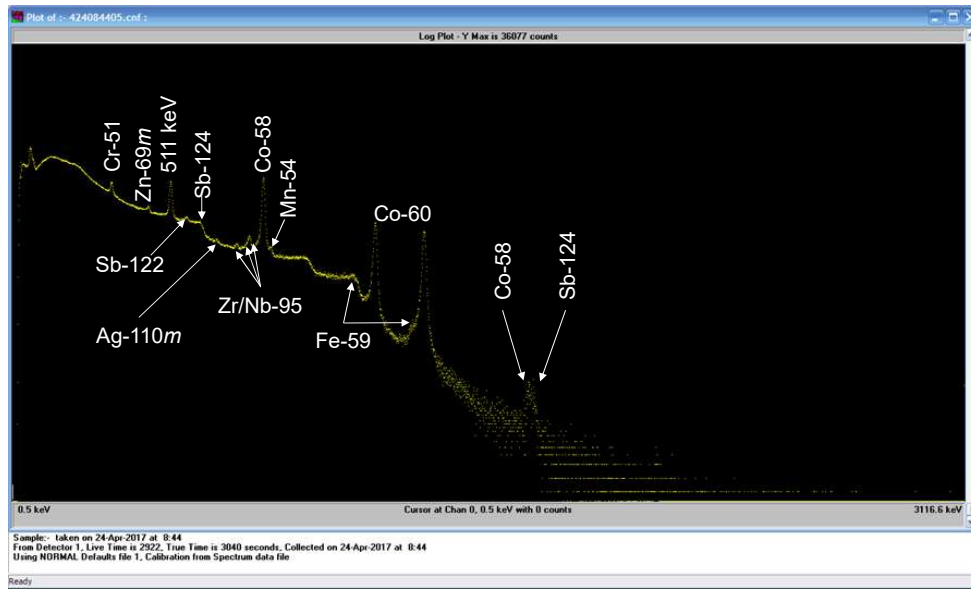 Plot of :- 424084405.cnf :
Log Plot - Y Max is 36077 counts
Cr-51
Zn-69m
511 keV
Sb-124
Co-58
Mn-54
Co-60
Sb-122
Zr/Nb-95
Ag-110m
Fe-59
Co-58
Sb-124
0.5 keV
Cursor at Chan 0, 0.5 keV with 0 counts
3116.6 keV
Sample:- taken on 24-Apr-2017 at 8:44
From Detector 1, Live Time is 2922, True Time is 3040 seconds, Collected on 24-Apr-2017 at 8:44
Using NORMAL Defaults file 1, Calibration from Spectrum data file
Ready